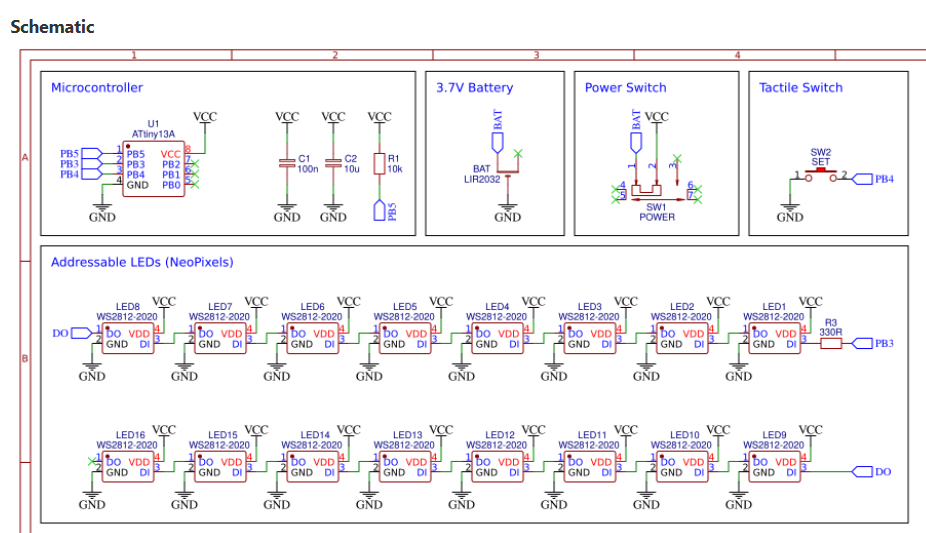 Schematic
1 2 3 4
A
Microcontroller
3.7V Battery
Power Switch
Tactile Switch
U1
ATtiny13A
VCC
PB5 1 PB5 VCC 8
PB3 2 PB3 PB2 7
PB4 3 PB4 PB1 6
4 GND PB0 5
GND
VCC VCC VCC
C1
100n
C2
10u
R1
10k
GND GND
PB5
BAT
BAT
LIR2032
GND
BAT VCC
1 2 3
4 6
5 7
SW1
POWER
SW2
SET
1 2 PB4
GND
B
Addressable LEDs (NeoPixels)
LED8 VCC LED7 VCC LED6 VCC LED5 VCC LED4 VCC LED3 VCC LED2 VCC LED1 VCC
WS2812-2020 WS2812-2020 WS2812-2020 WS2812-2020 WS2812-2020 WS2812-2020 WS2812-2020 WS2812-2020
R3
330R
DO 1 DO VDD 4 1 DO VDD 4 1 DO VDD 4 1 DO VDD 4 1 DO VDD 4 1 DO VDD 4 1 DO VDD 4 1 DO VDD 4
2 GND DI 3 2 GND DI 3 2 GND DI 3 2 GND DI 3 2 GND DI 3 2 GND DI 3 2 GND DI 3 2 GND DI 3 PB3
GND GND GND GND GND GND GND GND
LED16 VCC LED15 VCC LED14 VCC LED13 VCC LED12 VCC LED11 VCC LED10 VCC LED9 VCC
WS2812-2020 WS2812-2020 WS2812-2020 WS2812-2020 WS2812-2020 WS2812-2020 WS2812-2020 WS2812-2020
1 DO VDD 4 1 DO VDD 4 1 DO VDD 4 1 DO VDD 4 1 DO VDD 4 1 DO VDD 4 1 DO VDD 4 1 DO VDD 4
2 GND DI 3 2 GND DI 3 2 GND DI 3 2 GND DI 3 2 GND DI 3 2 GND DI 3 2 GND DI 3 2 GND DI 3 DO
GND GND GND GND GND GND GND GND